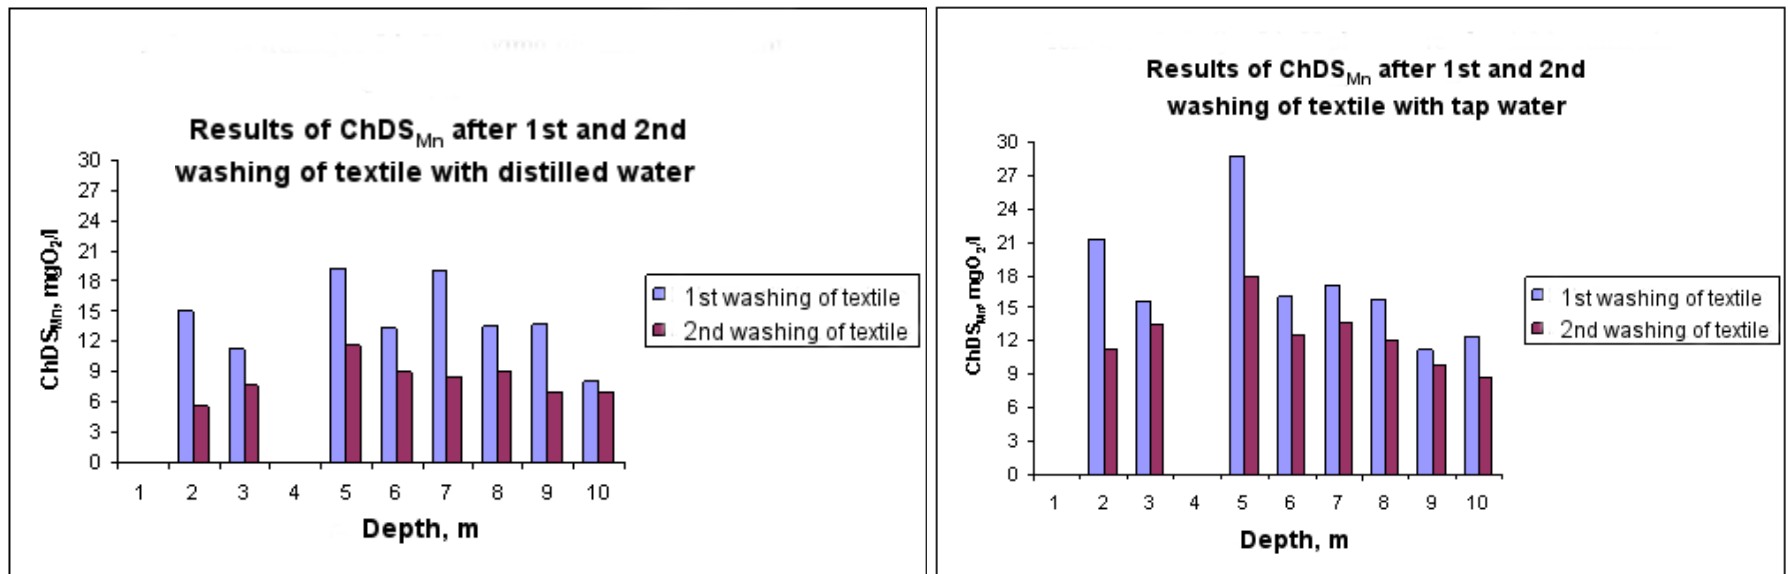 Results of ChDS_Mn after 1st and 2nd
washing of textile with distilled water
ChDS_Mn, mgO₂/l
30
27
24
21
18
15
12
9
6
3
0
1 2 3 4 5 6 7 8 9 10
Depth, m
1st washing of textile
2nd washing of textile
Results of ChDS_Mn after 1st and 2nd
washing of textile with tap water
ChDS_Mn, mgO₂/l
30
27
24
21
18
15
12
9
6
3
0
1 2 3 4 5 6 7 8 9 10
Depth, m
1st washing of textile
2nd washing of textile